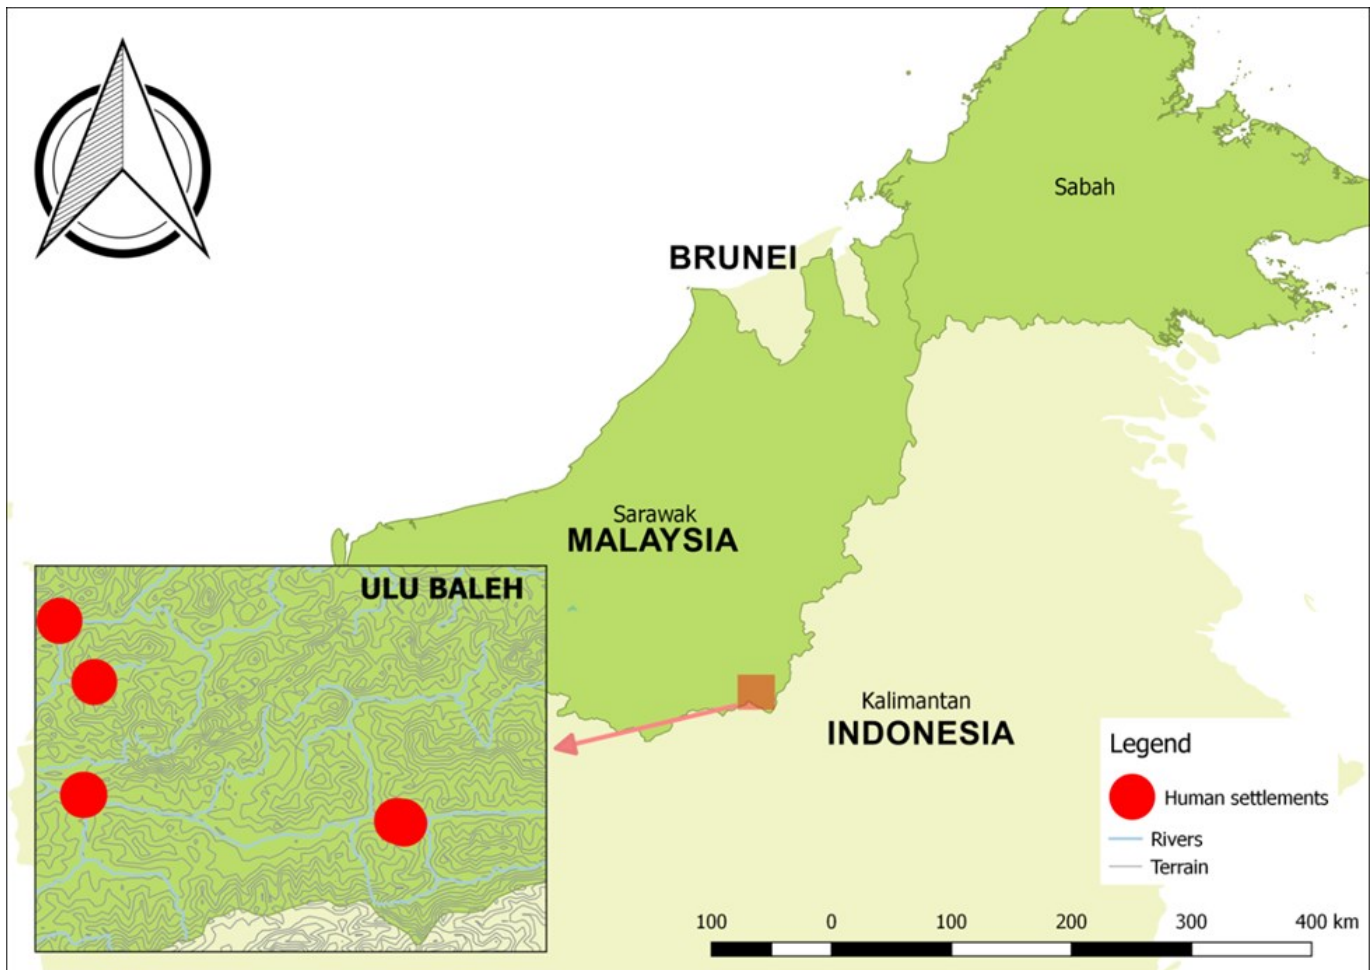 Sabah
BRUNEI
Sarawak
MALAYSIA
ULU BALEH
Kalimantan
INDONESIA
Legend
Human settlements
Rivers
Terrain
100 0 100 200 300 400 km